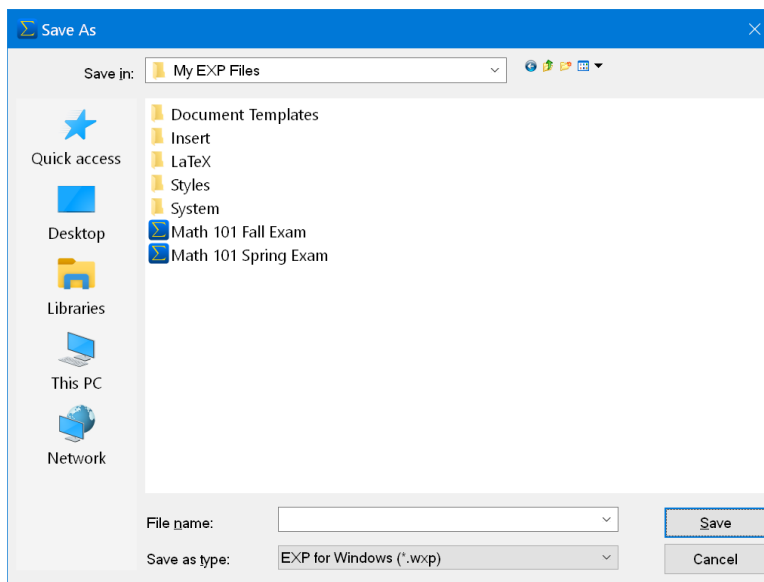 Save As
Save in: My EXP Files
Quick access
Desktop
Libraries
This PC
Network
Document Templates
Insert
LaTeX
Styles
System
Math 101 Fall Exam
Math 101 Spring Exam
File name:
Save
Save as type: EXP for Windows (*.wxp)
Cancel